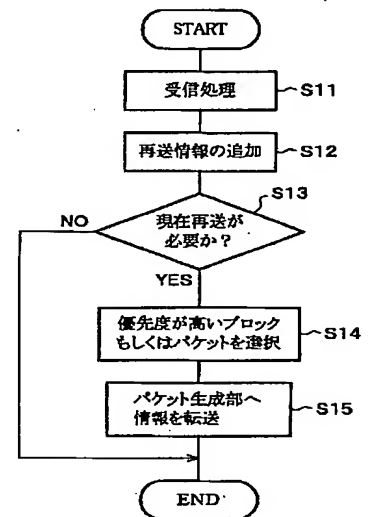 START
受信処理
S11
再送情報の追加
S12
S13
現在再送が
必要か？
NO
YES
優先度が高いブロック
もしくはパケットを選択
S14
パケット生成部へ
情報を転送
S15
END